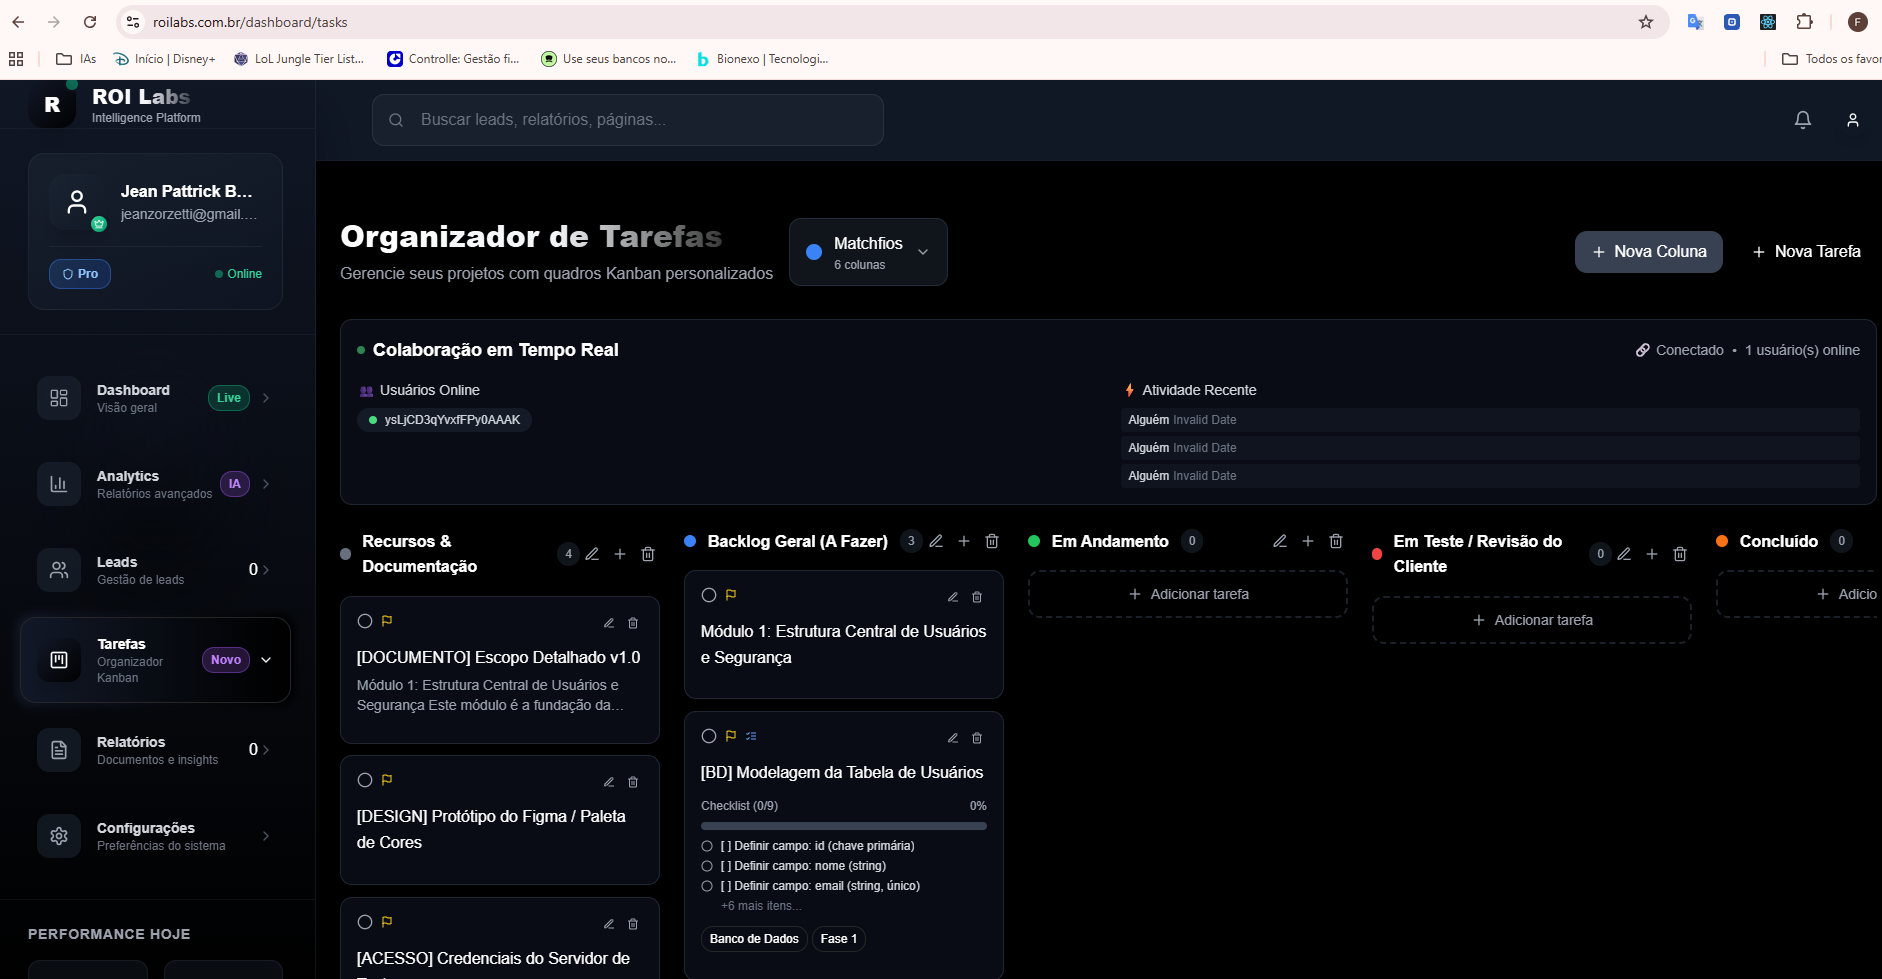 roilabs.com.br/dashboard/tasks
F
IAs
Início | Disney+
LoL Jungle Tier List...
Controlle: Gestão fi...
Use seus bancos no...
Bionexo | Tecnologi...
Todos os favor
R
ROI Labs
Intelligence Platform
Buscar leads, relatórios, páginas...
Jean Pattrick B...
jeanzorzetti@gmail....
Pro
Online
Dashboard
Visão geral
Live
Analytics
Relatórios avançados
IA
Leads
Gestão de leads
0
Tarefas
Organizador
Kanban
Novo
Relatórios
Documentos e insights
0
Configurações
Preferências do sistema
PERFORMANCE HOJE
Organizador de Tarefas
Gerencie seus projetos com quadros Kanban personalizados
Matchfios
6 colunas
+ Nova Coluna
+ Nova Tarefa
Colaboração em Tempo Real
Conectado • 1 usuário(s) online
Usuários Online
ysLjCD3qYvxfFPy0AAAK
Atividade Recente
Alguém Invalid Date
Alguém Invalid Date
Alguém Invalid Date
Recursos &
Documentação
4
[DOCUMENTO] Escopo Detalhado v1.0
Módulo 1: Estrutura Central de Usuários e
Segurança Este módulo é a fundação da...
[DESIGN] Protótipo do Figma / Paleta
de Cores
[ACESSO] Credenciais do Servidor de
Backlog Geral (A Fazer)
3
Módulo 1: Estrutura Central de Usuários
e Segurança
[BD] Modelagem da Tabela de Usuários
Checklist (0/9)
0%
[ ] Definir campo: id (chave primária)
[ ] Definir campo: nome (string)
[ ] Definir campo: email (string, único)
+6 mais itens...
Banco de Dados
Fase 1
Em Andamento
0
+ Adicionar tarefa
Em Teste / Revisão do
Cliente
0
+ Adicionar tarefa
Concluído
0
+ Adicio